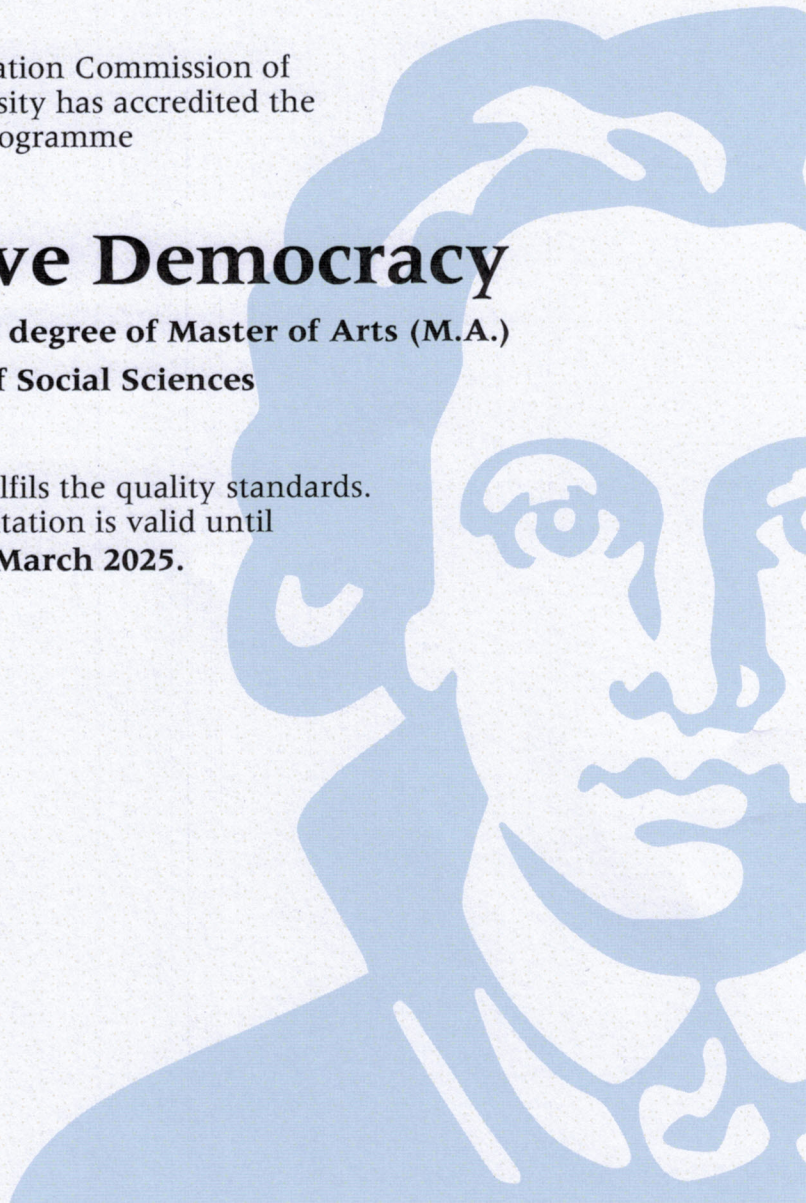 ation Commission of
sity has accredited the
ogramme
ve Democracy
degree of Master of Arts (M.A.)
f Social Sciences
lfils the quality standards.
tation is valid until
March 2025.